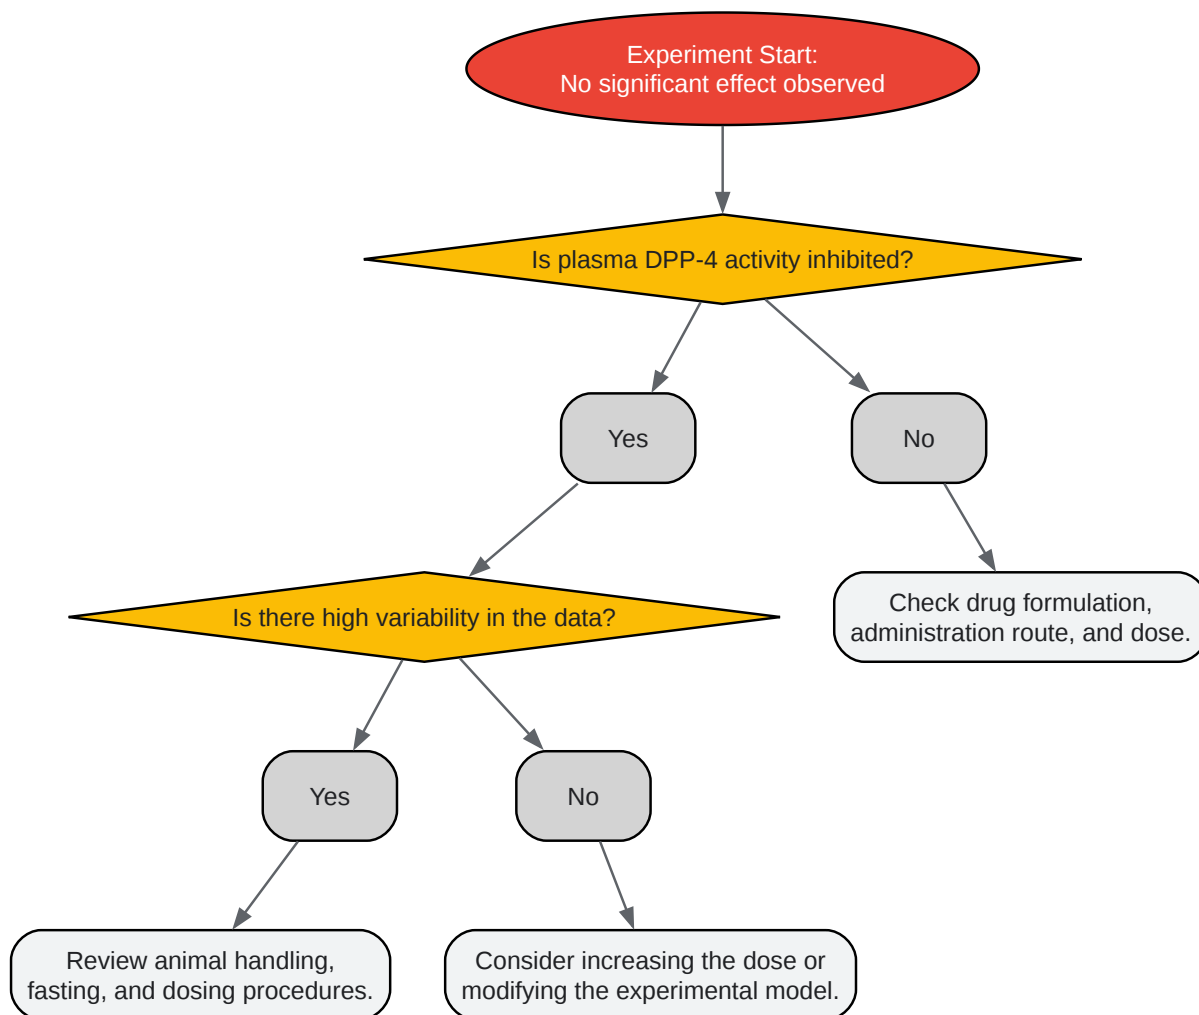 Experiment Start:
No significant effect observed
Is plasma DPP-4 activity inhibited?
Yes
No
Check drug formulation,
administration route, and dose.
Is there high variability in the data?
Yes
No
Review animal handling,
fasting, and dosing procedures.
Consider increasing the dose or
modifying the experimental model.